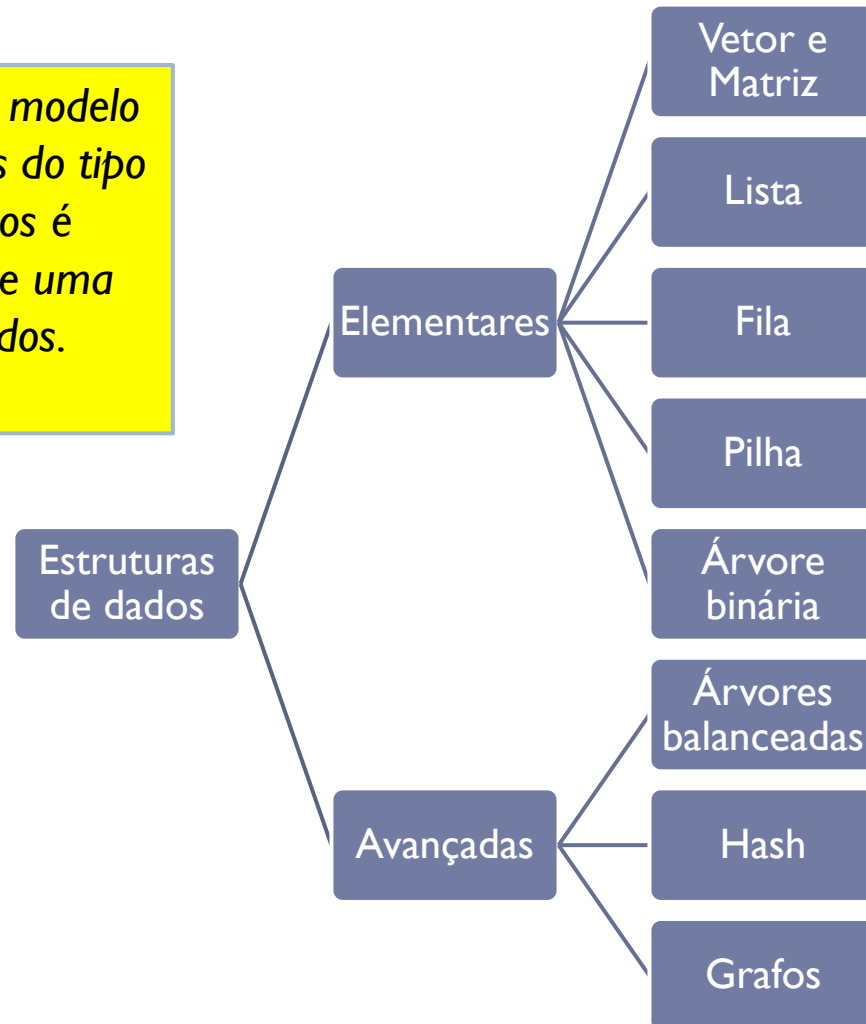 modelo
s do tipo
os é
e uma
dos.
Estruturas
de dados
Elementares
Vetor e
Matriz
Lista
Fila
Pilha
Árvore
binária
Avançadas
Árvores
balanceadas
Hash
Grafos